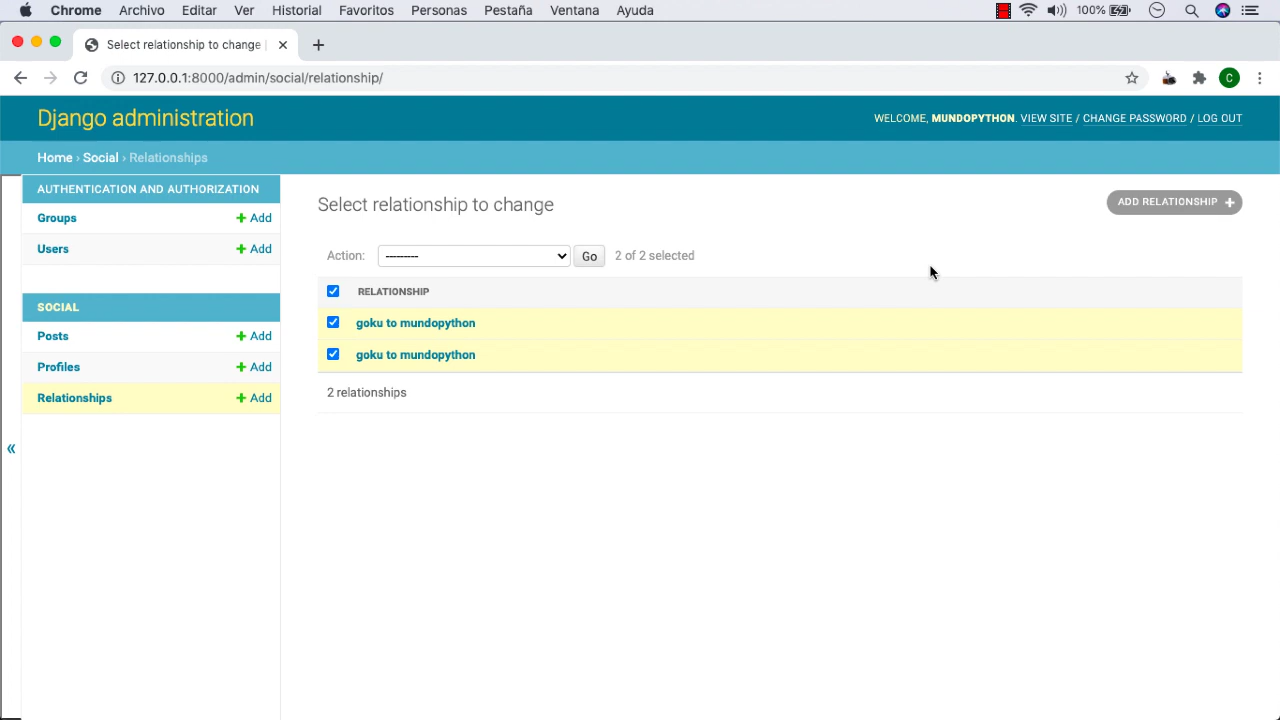 Chrome Archivo Editar Ver Historial Favoritos Personas Pestaña Ventana Ayuda 100%
Select relationship to change |
127.0.0.1:8000/admin/social/relationship/ C
Django administration
WELCOME, MUNDOPYTHON. VIEW SITE / CHANGE PASSWORD / LOG OUT
Home › Social › Relationships
AUTHENTICATION AND AUTHORIZATION
Groups + Add
Users + Add
SOCIAL
Posts + Add
Profiles + Add
Relationships + Add
«
Select relationship to change
ADD RELATIONSHIP +
Action: --------- Go 2 of 2 selected
RELATIONSHIP
goku to mundopython
goku to mundopython
2 relationships